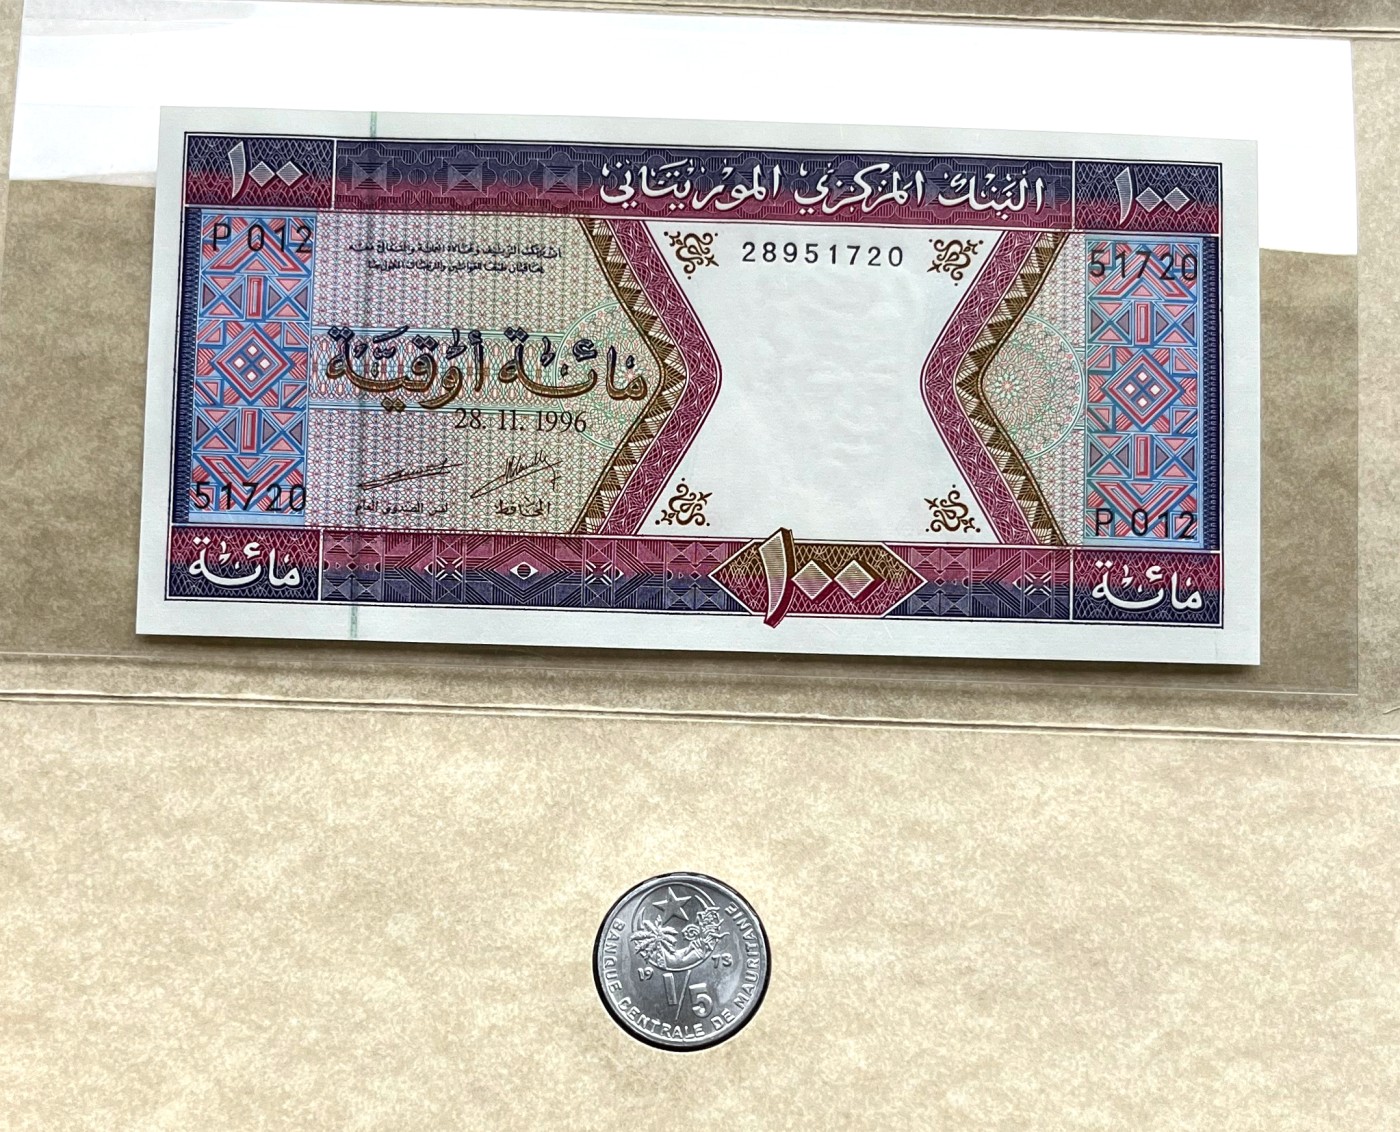 ١٠٠
البنك المركزي الموريتاني
١٠٠
P 012
28951720
51720
مائة أوقية
28. 11. 1996
المحافظ
51720
P 012
مائة
١٠٠
مائة
BANQUE CENTRALE DE MAURITANIE
19 73
1/5